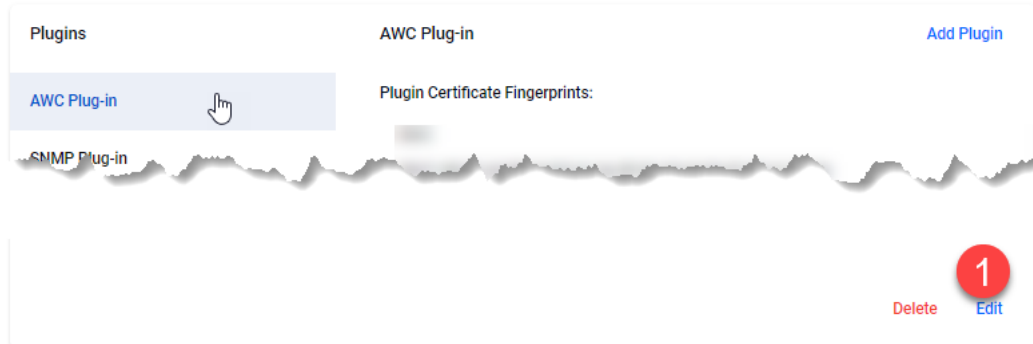 Plugins
AWC Plug-in
Add Plugin
AWC Plug-in
Plugin Certificate Fingerprints:
SNMP Plug-in
1
Delete
Edit